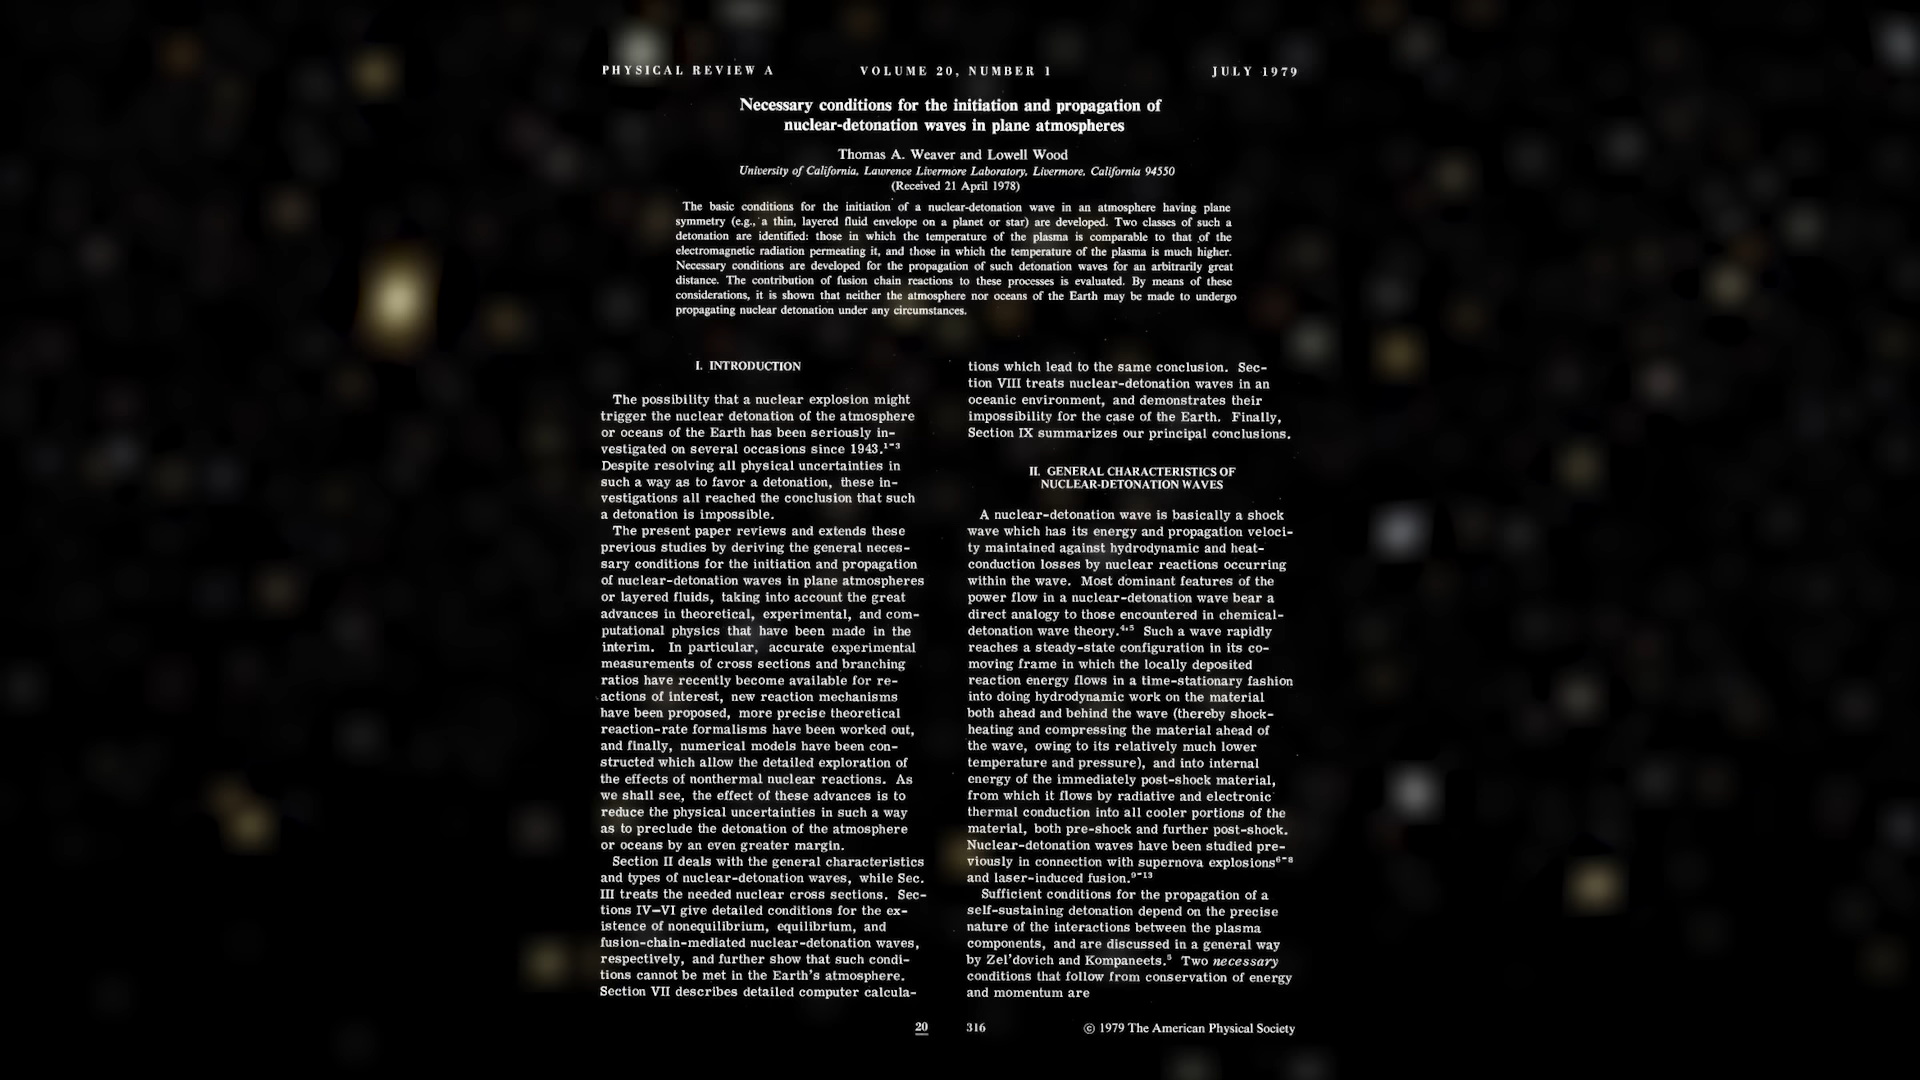 PHYSICAL REVIEW A VOLUME 20, NUMBER 1 JULY 1979
Necessary conditions for the initiation and propagation of
nuclear-detonation waves in plane atmospheres
Thomas A. Weaver and Lowell Wood
University of California, Lawrence Livermore Laboratory, Livermore, California 94550
(Received 21 April 1978)
The basic conditions for the initiation of a nuclear-detonation wave in an atmosphere having plane
symmetry (e.g., a thin, layered fluid envelope on a planet or star) are developed. Two classes of such a
detonation are identified: those in which the temperature of the plasma is comparable to that of the
electromagnetic radiation permeating it, and those in which the temperature of the plasma is much higher.
Necessary conditions are developed for the propagation of such detonation waves for an arbitrarily great
distance. The contribution of fusion chain reactions to these processes is evaluated. By means of these
considerations, it is shown that neither the atmosphere nor oceans of the Earth may be made to undergo
propagating nuclear detonation under any circumstances.
I. INTRODUCTION
The possibility that a nuclear explosion might
trigger the nuclear detonation of the atmosphere
or oceans of the Earth has been seriously in-
vestigated on several occasions since 1943.¹⁻³
Despite resolving all physical uncertainties in
such a way as to favor a detonation, these in-
vestigations all reached the conclusion that such
a detonation is impossible.
The present paper reviews and extends these
previous studies by deriving the general neces-
sary conditions for the initiation and propagation
of nuclear-detonation waves in plane atmospheres
or layered fluids, taking into account the great
advances in theoretical, experimental, and com-
putational physics that have been made in the
interim. In particular, accurate experimental
measurements of cross sections and branching
ratios have recently become available for re-
actions of interest, new reaction mechanisms
have been proposed, more precise theoretical
reaction-rate formalisms have been worked out,
and finally, numerical models have been con-
structed which allow the detailed exploration of
the effects of nonthermal nuclear reactions. As
we shall see, the effect of these advances is to
reduce the physical uncertainties in such a way
as to preclude the detonation of the atmosphere
or oceans by an even greater margin.
Section II deals with the general characteristics
and types of nuclear-detonation waves, while Sec.
III treats the needed nuclear cross sections. Sec-
tions IV–VI give detailed conditions for the ex-
istence of nonequilibrium, equilibrium, and
fusion-chain-mediated nuclear-detonation waves,
respectively, and further show that such condi-
tions cannot be met in the Earth's atmosphere.
Section VII describes detailed computer calcula-
tions which lead to the same conclusion. Sec-
tion VIII treats nuclear-detonation waves in an
oceanic environment, and demonstrates their
impossibility for the case of the Earth. Finally,
Section IX summarizes our principal conclusions.
II. GENERAL CHARACTERISTICS OF
NUCLEAR-DETONATION WAVES
A nuclear-detonation wave is basically a shock
wave which has its energy and propagation veloci-
ty maintained against hydrodynamic and heat-
conduction losses by nuclear reactions occurring
within the wave. Most dominant features of the
power flow in a nuclear-detonation wave bear a
direct analogy to those encountered in chemical-
detonation wave theory.⁴,⁵ Such a wave rapidly
reaches a steady-state configuration in its co-
moving frame in which the locally deposited
reaction energy flows in a time-stationary fashion
into doing hydrodynamic work on the material
both ahead and behind the wave (thereby shock-
heating and compressing the material ahead of
the wave, owing to its relatively much lower
temperature and pressure), and into internal
energy of the immediately post-shock material,
from which it flows by radiative and electronic
thermal conduction into all cooler portions of the
material, both pre-shock and further post-shock.
Nuclear-detonation waves have been studied pre-
viously in connection with supernova explosions⁶⁻⁸
and laser-induced fusion.⁹⁻¹³
Sufficient conditions for the propagation of a
self-sustaining detonation depend on the precise
nature of the interactions between the plasma
components, and are discussed in a general way
by Zel'dovich and Kompaneets.⁵ Two necessary
conditions that follow from conservation of energy
and momentum are
20 316 © 1979 The American Physical Society